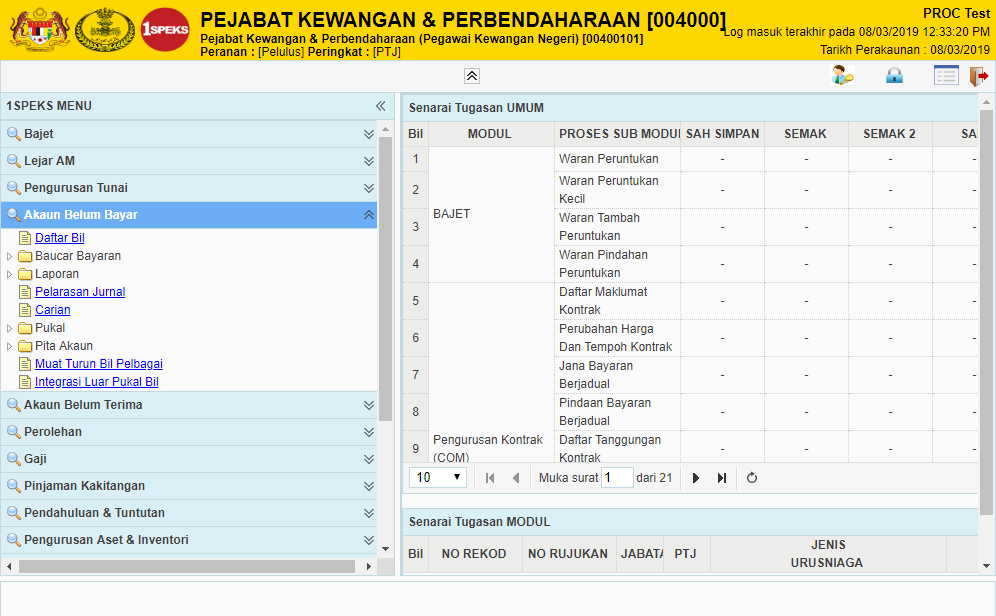 1SPEKS
PEJABAT KEWANGAN & PERBENDAHARAAN [004000]
Pejabat Kewangan & Perbendaharaan (Pegawai Kewangan Negeri) [00400101]
Peranan : [Pelulus] Peringkat : [PTJ]
PROC Test
Log masuk terakhir pada 08/03/2019 12:33:20 PM
Tarikh Perakaunan : 08/03/2019
1SPEKS MENU
Bajet
Lejar AM
Pengurusan Tunai
Akaun Belum Bayar
Daftar Bil
Baucar Bayaran
Laporan
Pelarasan Jurnal
Carian
Pukal
Pita Akaun
Muat Turun Bil Pelbagai
Integrasi Luar Pukal Bil
Akaun Belum Terima
Perolehan
Gaji
Pinjaman Kakitangan
Pendahuluan & Tuntutan
Pengurusan Aset & Inventori
Senarai Tugasan UMUM
Bil MODUL PROSES SUB MODUL SAH SIMPAN SEMAK SEMAK 2 SA
1 Waran Peruntukan - - - -
2 Waran Peruntukan Kecil - - - -
BAJET
3 Waran Tambah Peruntukan - - - -
4 Waran Pindahan Peruntukan - - - -
5 Daftar Maklumat Kontrak - - - -
6 Perubahan Harga Dan Tempoh Kontrak - - - -
7 Jana Bayaran Berjadual - - - -
8 Pindaan Bayaran Berjadual - - - -
9 Pengurusan Kontrak (COM) Daftar Tanggungan Kontrak - - - -
10 Muka surat 1 dari 21
Senarai Tugasan MODUL
Bil NO REKOD NO RUJUKAN JABATA PTJ JENIS URUSNIAGA